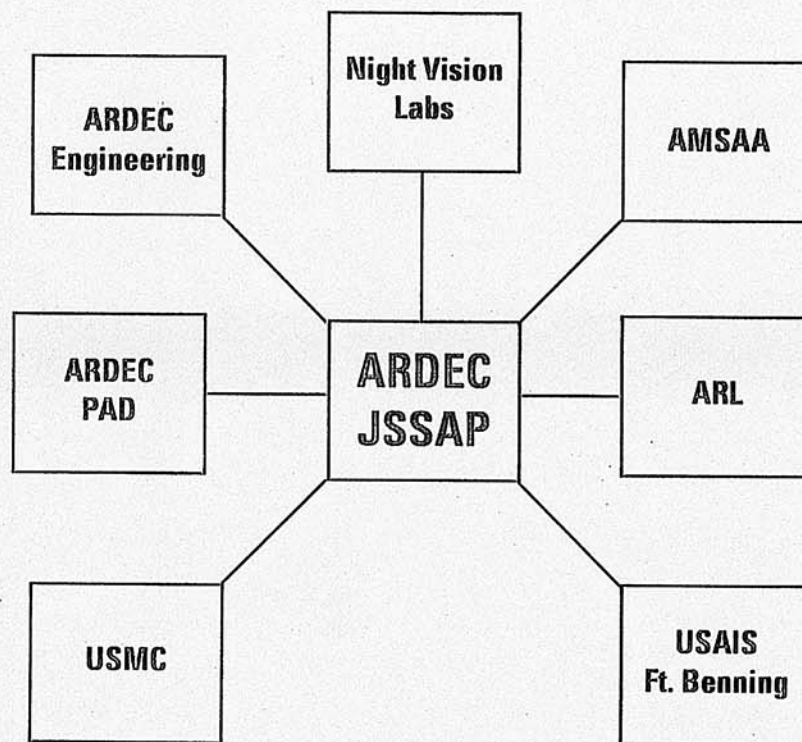 Night Vision
Labs
ARDEC
Engineering
AMSAA
ARDEC
PAD
ARDEC
JSSAP
ARL
USMC
USAIS
Ft. Benning